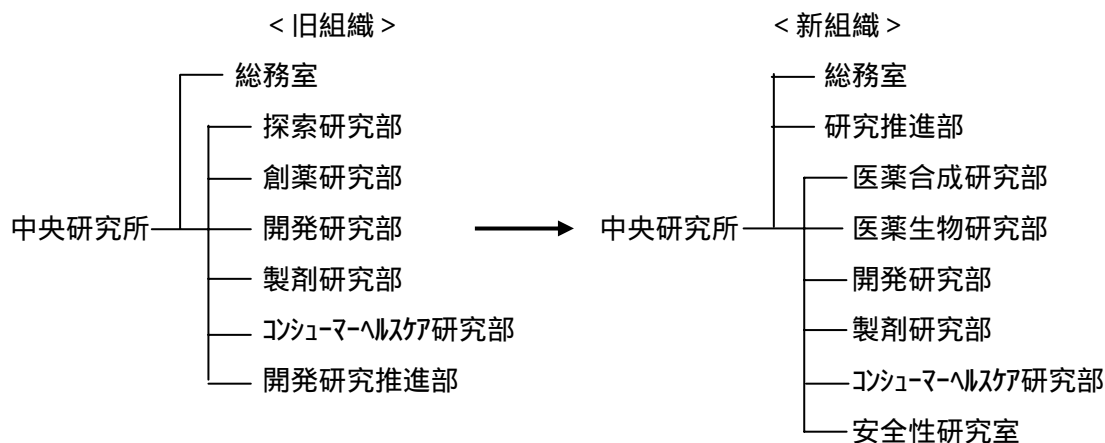 <旧組織>
総務室
探索研究部
創薬研究部
中央研究所
開発研究部
製剤研究部
ｺﾝｼｭｰﾏｰﾍﾙｽｹｱ研究部
開発研究推進部
<新組織>
総務室
研究推進部
医薬合成研究部
中央研究所
医薬生物研究部
開発研究部
製剤研究部
ｺﾝｼｭｰﾏｰﾍﾙｽｹｱ研究部
安全性研究室